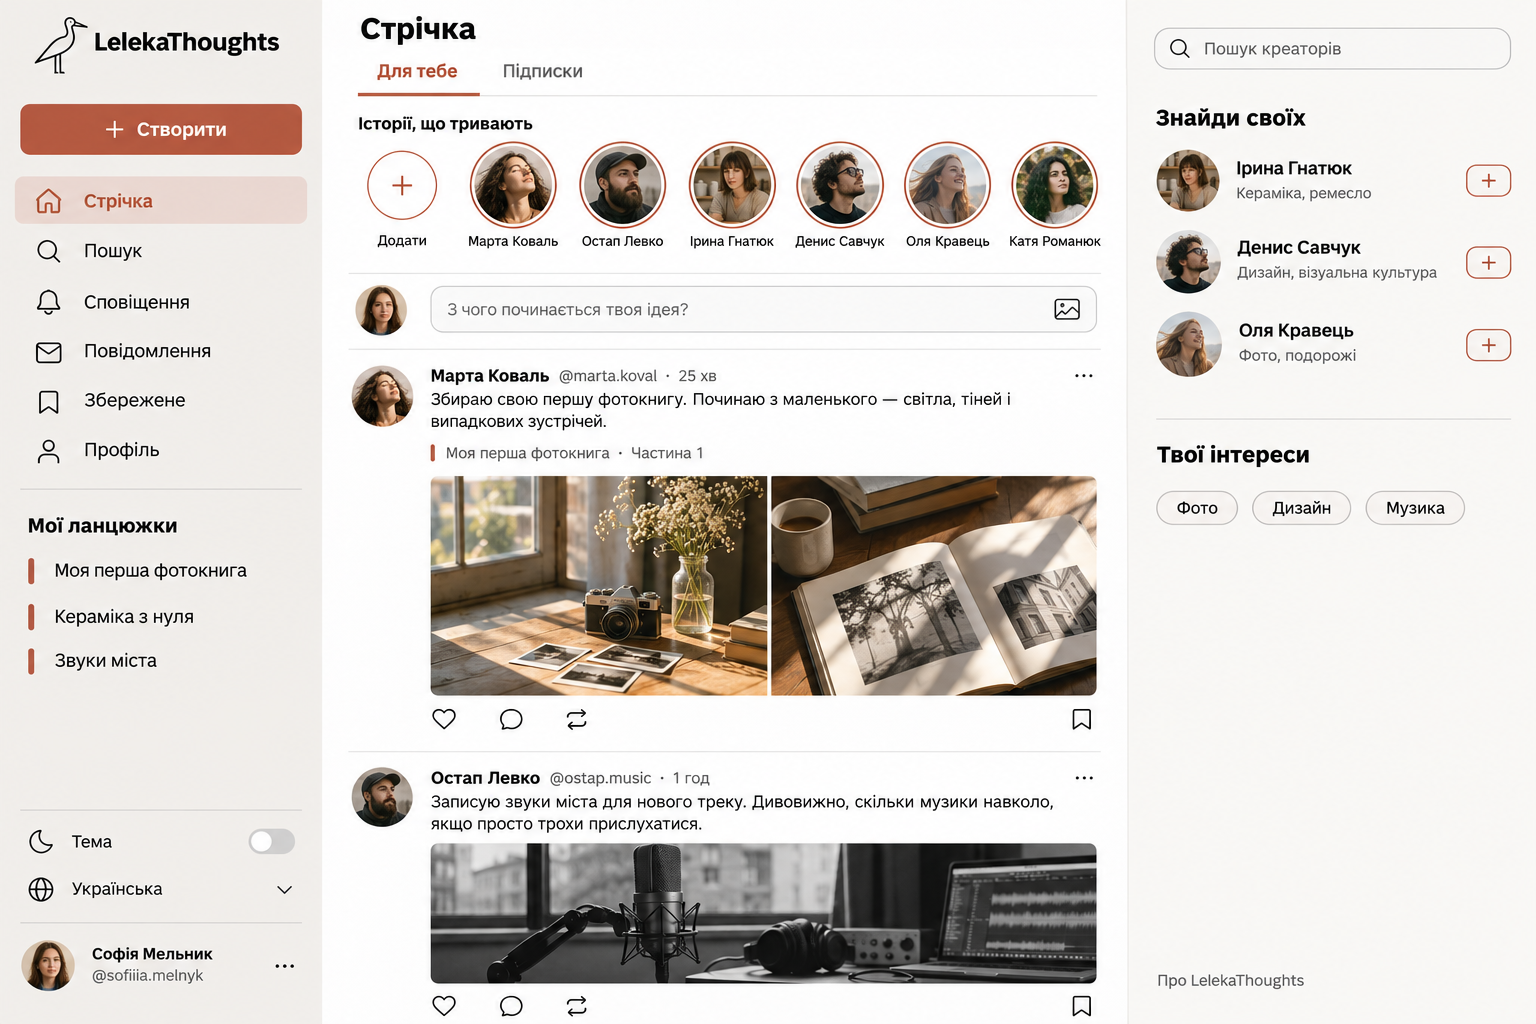 LelekaThoughts
Створити
Стрічка
Пошук
Сповіщення
Повідомлення
Збережене
Профіль
Мої ланцюжки
Моя перша фотокнига
Кераміка з нуля
Звуки міста
Тема
Українська
Софія Мельник
@sofiiia.melnyk
Стрічка
Для тебе
Підписки
Історії, що тривають
Додати
Марта Коваль
Остап Левко
Ірина Гнатюк
Денис Савчук
Оля Кравець
Катя Романюк
З чого починається твоя ідея?
Марта Коваль @marta.koval · 25 хв
Збираю свою першу фотокнигу. Починаю з маленького — світла, тіней і
випадкових зустрічей.
Моя перша фотокнига · Частина 1
Остап Левко @ostap.music · 1 год
Записую звуки міста для нового треку. Дивовижно, скільки музики навколо,
якщо просто трохи прислухатися.
Пошук креаторів
Знайди своїх
Ірина Гнатюк
Кераміка, ремесло
Денис Савчук
Дизайн, візуальна культура
Оля Кравець
Фото, подорожі
Твої інтереси
Фото
Дизайн
Музика
Про LelekaThoughts